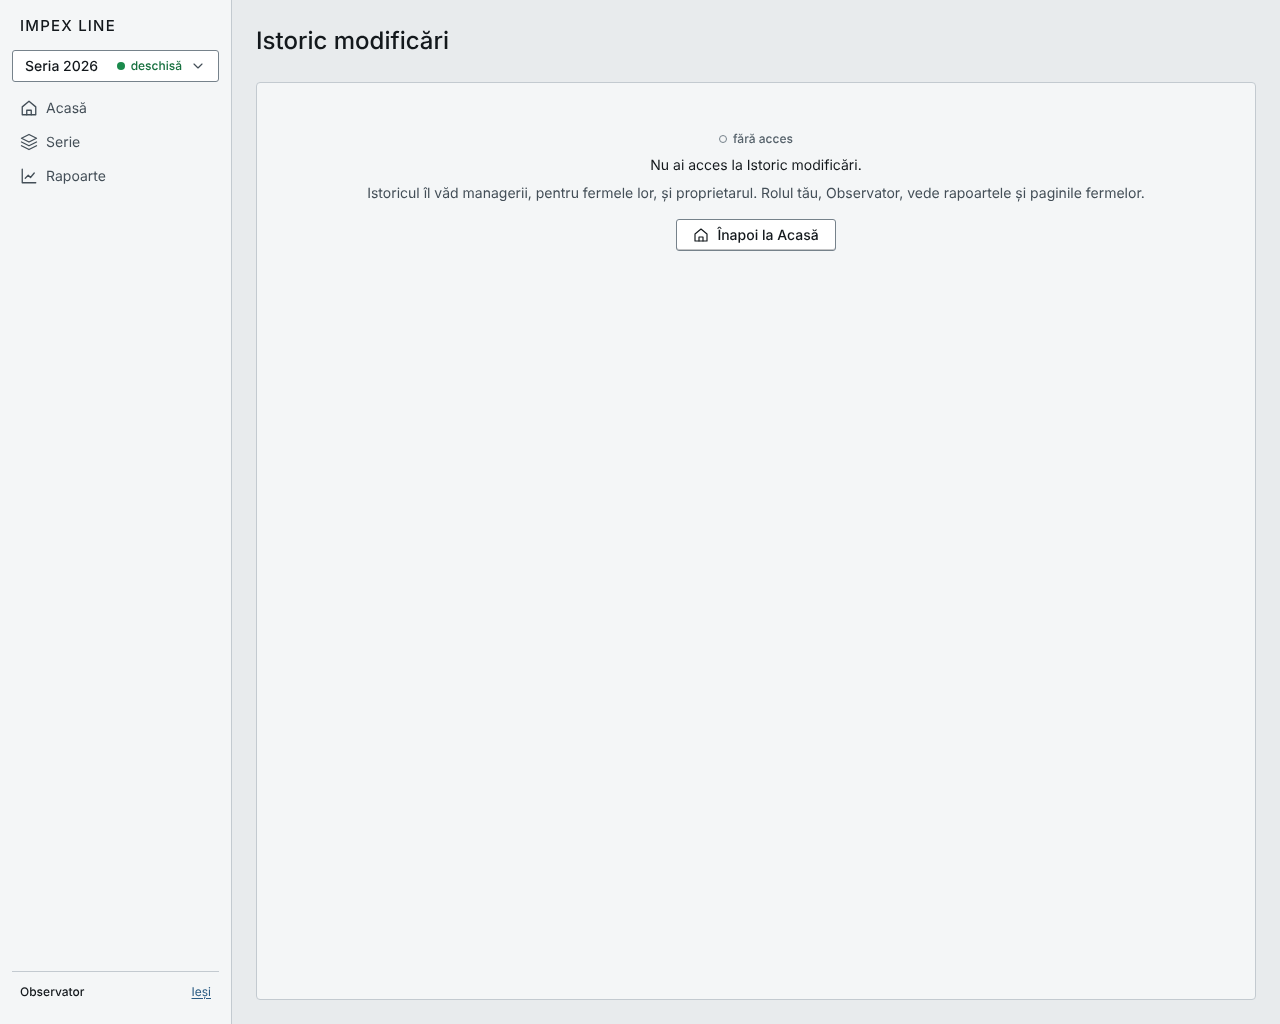 IMPEX LINE
Seria 2026 deschisă
Acasă
Serie
Rapoarte
Observator Ieși
Istoric modificări
fără acces
Nu ai acces la Istoric modificări.
Istoricul îl văd managerii, pentru fermele lor, și proprietarul. Rolul tău, Observator, vede rapoartele și paginile fermelor.
Înapoi la Acasă